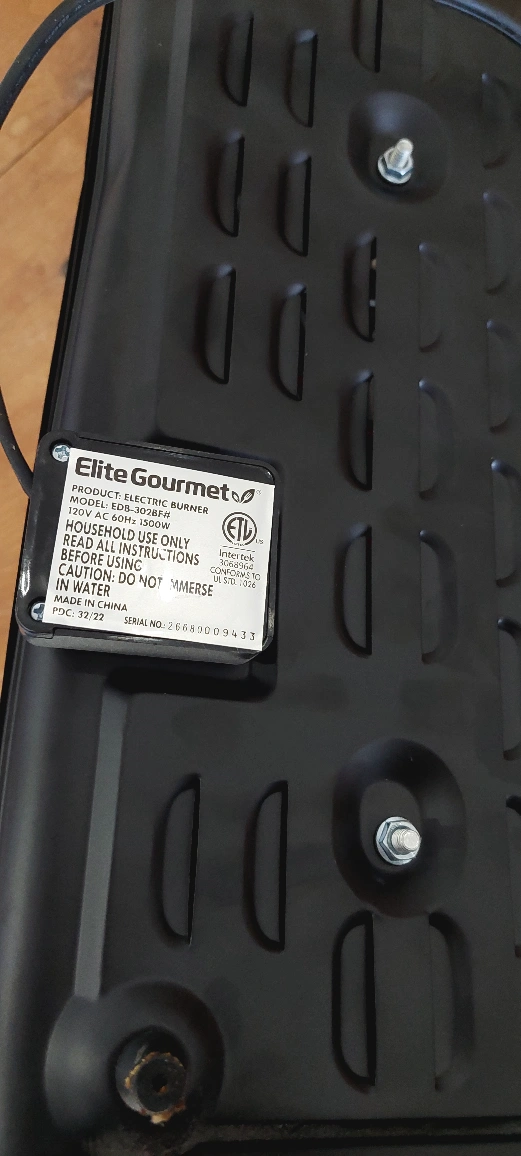 Elite Gourmet
PRODUCT: ELECTRIC BURNER
MODEL: EDB-302BF#
120V AC 60Hz 1500W
HOUSEHOLD USE ONLY
READ ALL INSTRUCTIONS
BEFORE USING
CAUTION: DO NOT IMMERSE
IN WATER
MADE IN CHINA
PDC: 32/22
SERIAL NO.: 26680009433
ETL
US
Intertek
3068964
CONFORMS TO
UL STD. 1026